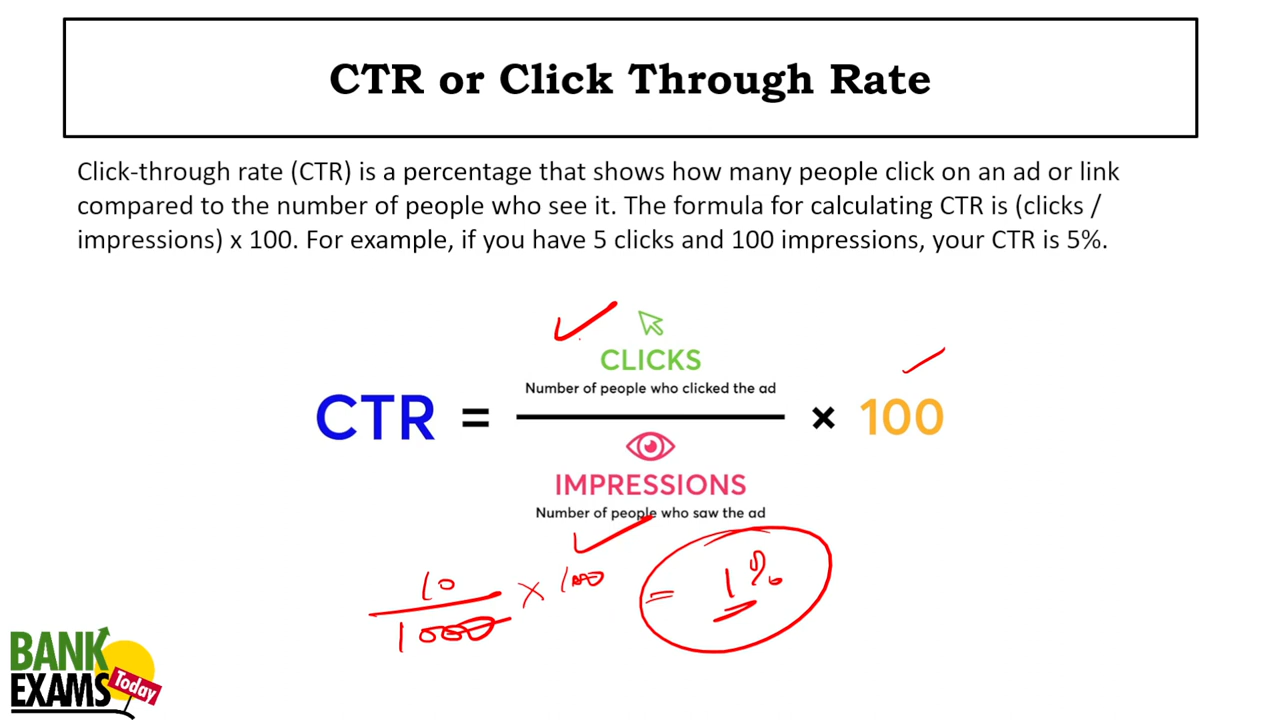 CTR or Click Through Rate
Click-through rate (CTR) is a percentage that shows how many people click on an ad or link
compared to the number of people who see it. The formula for calculating CTR is (clicks /
impressions) x 100. For example, if you have 5 clicks and 100 impressions, your CTR is 5%.
CLICKS
Number of people who clicked the ad
CTR = × 100
IMPRESSIONS
Number of people who saw the ad
10
× 100 = 1%
1000
BANK
EXAMS
Today